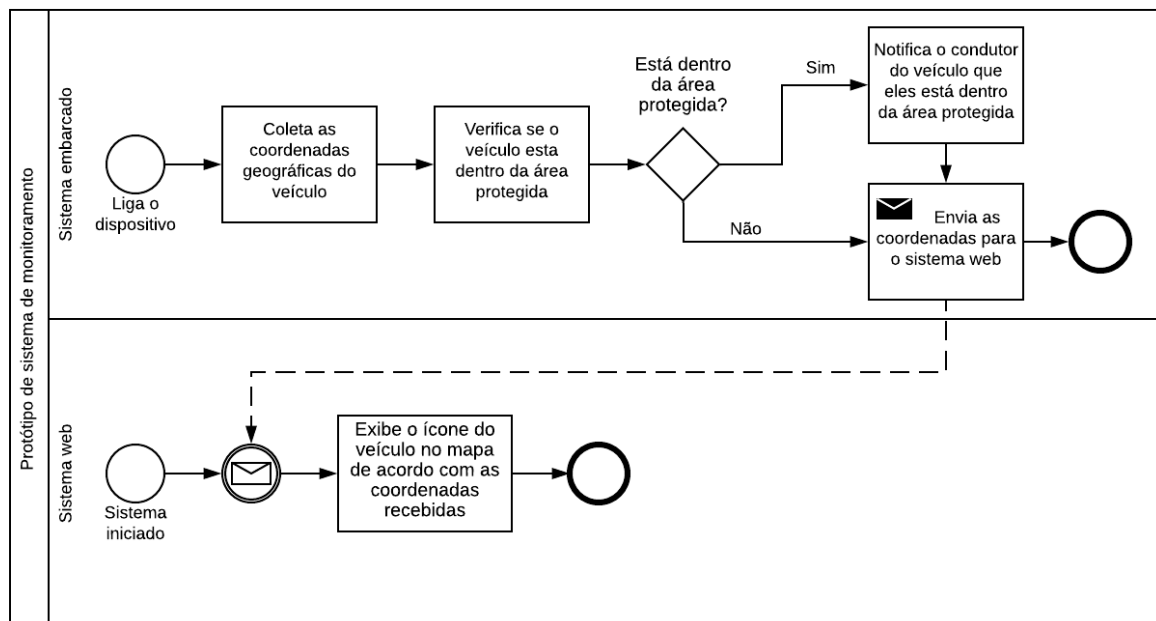 Protótipo de sistema de monitoramento
Sistema embarcado
Liga o
dispositivo
Coleta as
coordenadas
geográficas do
veículo
Verifica se o
veículo esta
dentro da área
protegida
Está dentro
da área
protegida?
Sim
Não
Notifica o condutor
do veículo que
eles está dentro
da área protegida
Envia as
coordenadas para
o sistema web
Sistema web
Sistema
iniciado
Exibe o ícone do
veículo no mapa
de acordo com as
coordenadas
recebidas